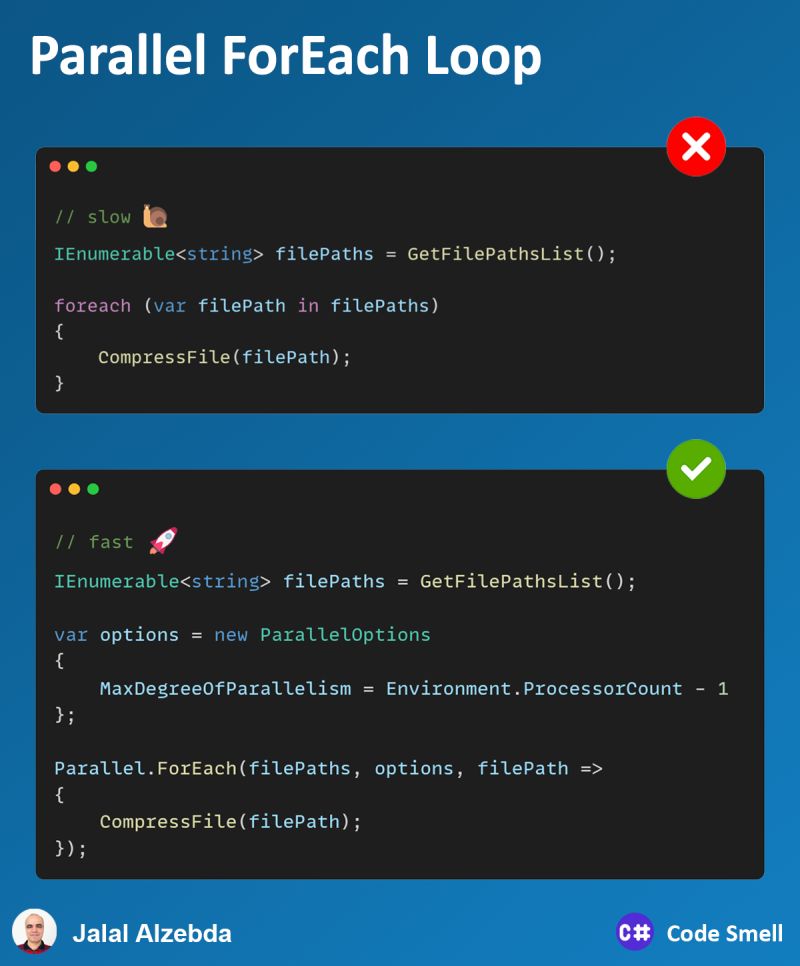 Parallel ForEach Loop
// slow
IEnumerable<string> filePaths = GetFilePathsList();
foreach (var filePath in filePaths)
{
CompressFile(filePath);
}
// fast
IEnumerable<string> filePaths = GetFilePathsList();
var options = new ParallelOptions
{
MaxDegreeOfParallelism = Environment.ProcessorCount - 1
};
Parallel.ForEach(filePaths, options, filePath =>
{
CompressFile(filePath);
});
Jalal Alzebda
C# Code Smell